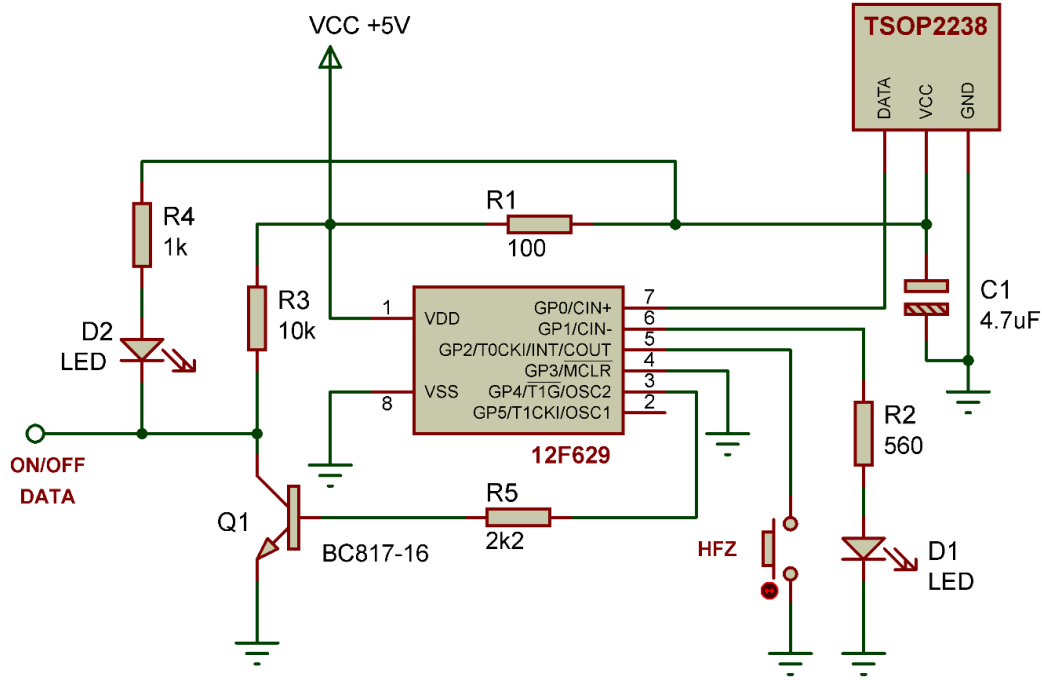 VCC +5V
TSOP2238
DATA
VCC
GND
R4
1k
R1
100
R3
10k
D2
LED
C1
4.7uF
1
VDD
8
VSS
GP0/CIN+
7
GP1/CIN-
6
GP2/T0CKI/INT/COUT
5
GP3/MCLR
4
GP4/T1G/OSC2
3
GP5/T1CKI/OSC1
2
12F629
R2
560
ON/OFF
DATA
Q1
BC817-16
R5
2k2
HFZ
D1
LED